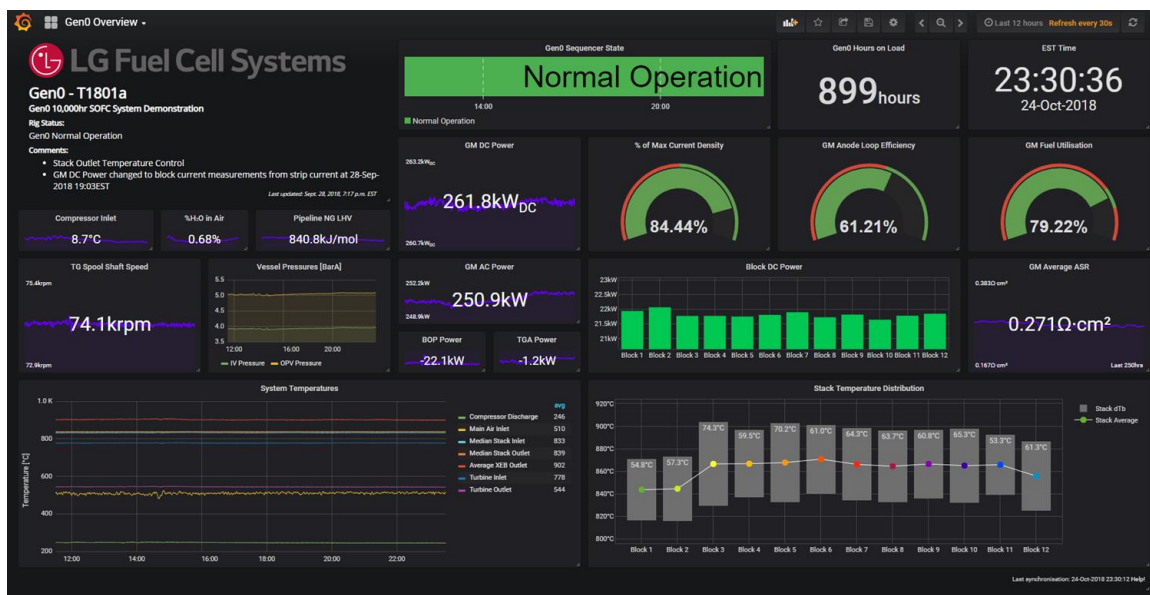 Gen0 Overview
Last 12 hours Refresh every 30s
LG LG Fuel Cell Systems
Gen0 - T1801a
Gen0 10,000hr SOFC System Demonstration
Rig Status:
Gen0 Normal Operation
Comments:
• Stack Outlet Temperature Control
• GM DC Power changed to block current measurements from strip current at 28-Sep-
2018 19:03EST
Last updated: Sept. 28, 2018, 7:17 p.m. EST
Gen0 Sequencer State
Normal Operation
14:00 20:00
Normal Operation
Gen0 Hours on Load
899hours
EST Time
23:30:36
24-Oct-2018
GM DC Power
263.2kWDC
261.8kWDC
260.7kWDC
% of Max Current Density
84.44%
GM Anode Loop Efficiency
61.21%
GM Fuel Utilisation
79.22%
Compressor Inlet
8.7°C
%H₂O in Air
0.68%
Pipeline NG LHV
840.8kJ/mol
TG Spool Shaft Speed
75.4krpm
74.1krpm
72.9krpm
Vessel Pressures [BarA]
5.5
5.0
4.5
4.0
3.5
12:00 16:00 20:00
IV Pressure OPV Pressure
GM AC Power
252.2kW
250.9kW
248.9kW
BOP Power
-22.1kW
TGA Power
-1.2kW
Block DC Power
23kW
22.5kW
22kW
21.5kW
21kW
Block 1 Block 2 Block 3 Block 4 Block 5 Block 6 Block 7 Block 8 Block 9 Block 10 Block 11 Block 12
GM Average ASR
0.383Ω·cm²
0.271Ω·cm²
0.167Ω·cm² Last 250hrs
System Temperatures
Temperature [°C]
1.0 K
800
600
400
200
12:00 14:00 16:00 18:00 20:00 22:00
avg
Compressor Discharge 246
Main Air Inlet 510
Median Stack Inlet 833
Median Stack Outlet 839
Average XEB Outlet 902
Turbine Inlet 778
Turbine Outlet 544
Stack Temperature Distribution
920°C
900°C
880°C
860°C
840°C
820°C
800°C
54.8°C 57.3°C 74.3°C 59.5°C 70.2°C 61.0°C 64.3°C 63.7°C 60.8°C 65.3°C 53.3°C 61.3°C
Block 1 Block 2 Block 3 Block 4 Block 5 Block 6 Block 7 Block 8 Block 9 Block 10 Block 11 Block 12
Stack dTb
Stack Average
Last synchronisation: 24-Oct-2018 23:30:12 Help!